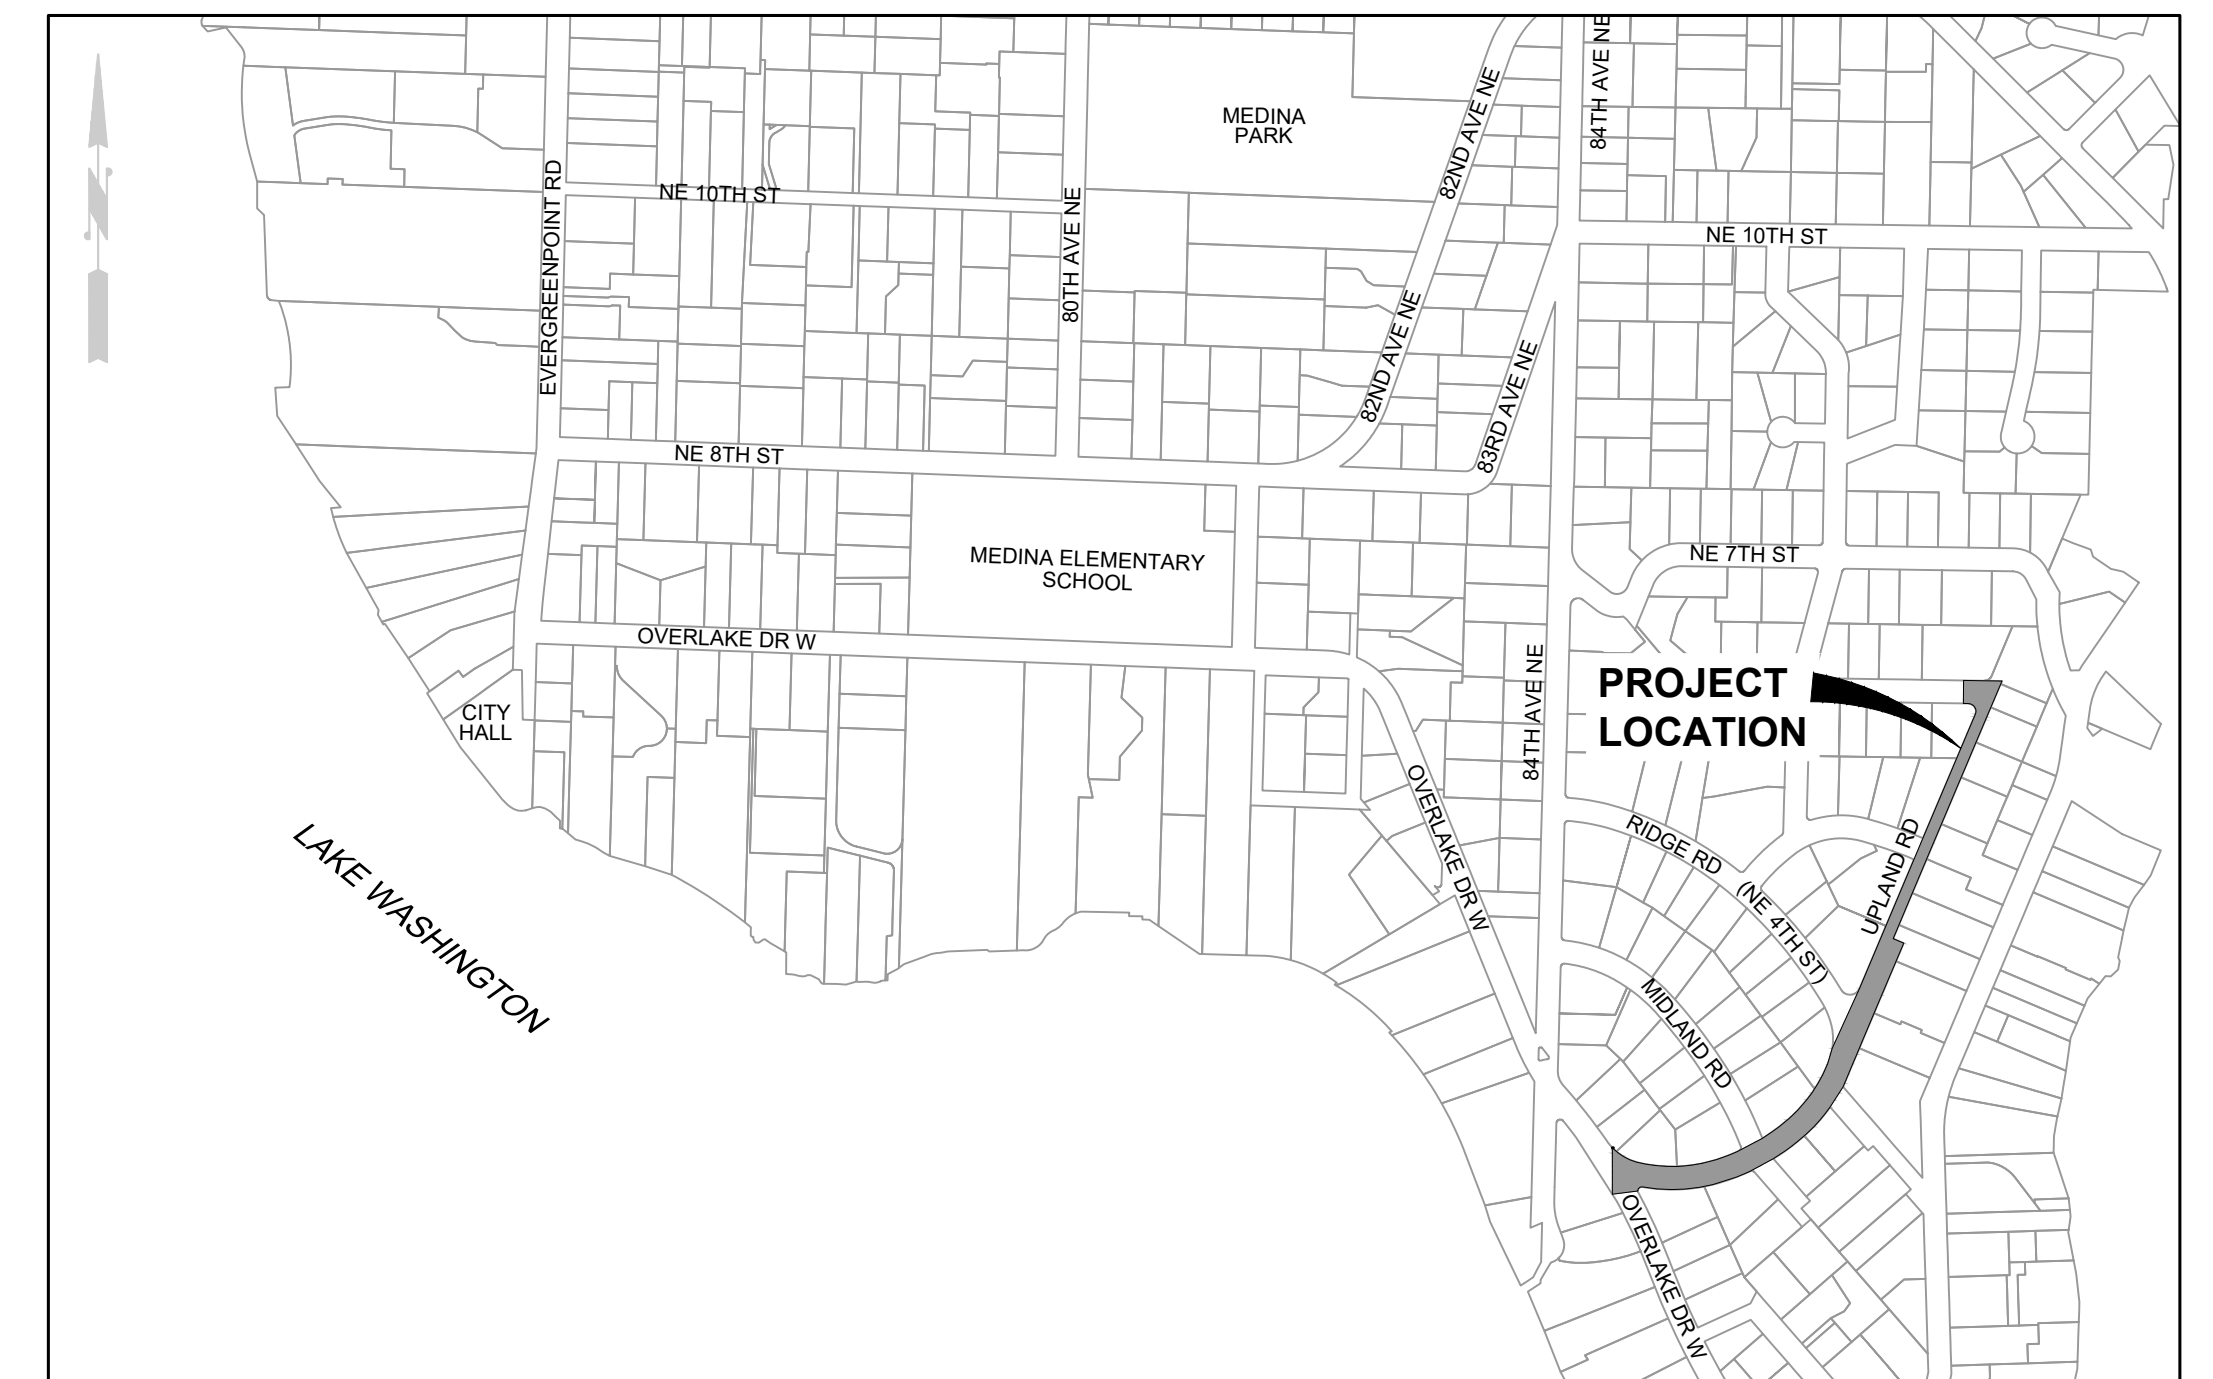 84TH AVE NE
82ND AVE NE
MEDINA
PARK
EVERGREENPOINT RD
NE 10TH ST
80TH AVE NE
NE 10TH ST
82ND AVE NE
83RD AVE NE
NE 8TH ST
MEDINA ELEMENTARY
SCHOOL
NE 7TH ST
OVERLAKE DR W
84TH AVE NE
PROJECT
LOCATION
CITY
HALL
OVERLAKE DR W
RIDGE RD
(NE 4TH ST)
UPLAND RD
LAKE WASHINGTON
MIDLAND RD
OVERLAKE DR W
N